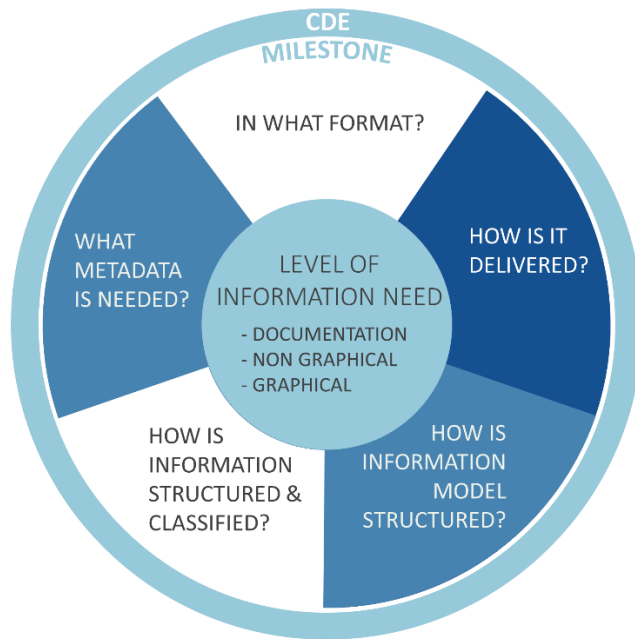 CDE
MILESTONE
IN WHAT FORMAT?
HOW IS IT
DELIVERED?
HOW IS
INFORMATION
MODEL
STRUCTURED?
HOW IS
INFORMATION
STRUCTURED &
CLASSIFIED?
WHAT
METADATA
IS NEEDED?
LEVEL OF
INFORMATION NEED
- DOCUMENTATION
- NON GRAPHICAL
- GRAPHICAL